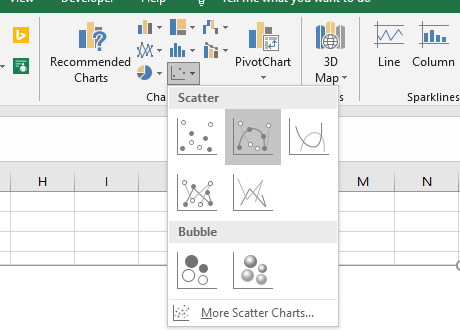 View Developer Help Tell me what you want to do
Recommended
Charts
PivotChart
3D
Map
Line
Column
Cha
s
Sparklines
Scatter
H I M N
Bubble
More Scatter Charts...